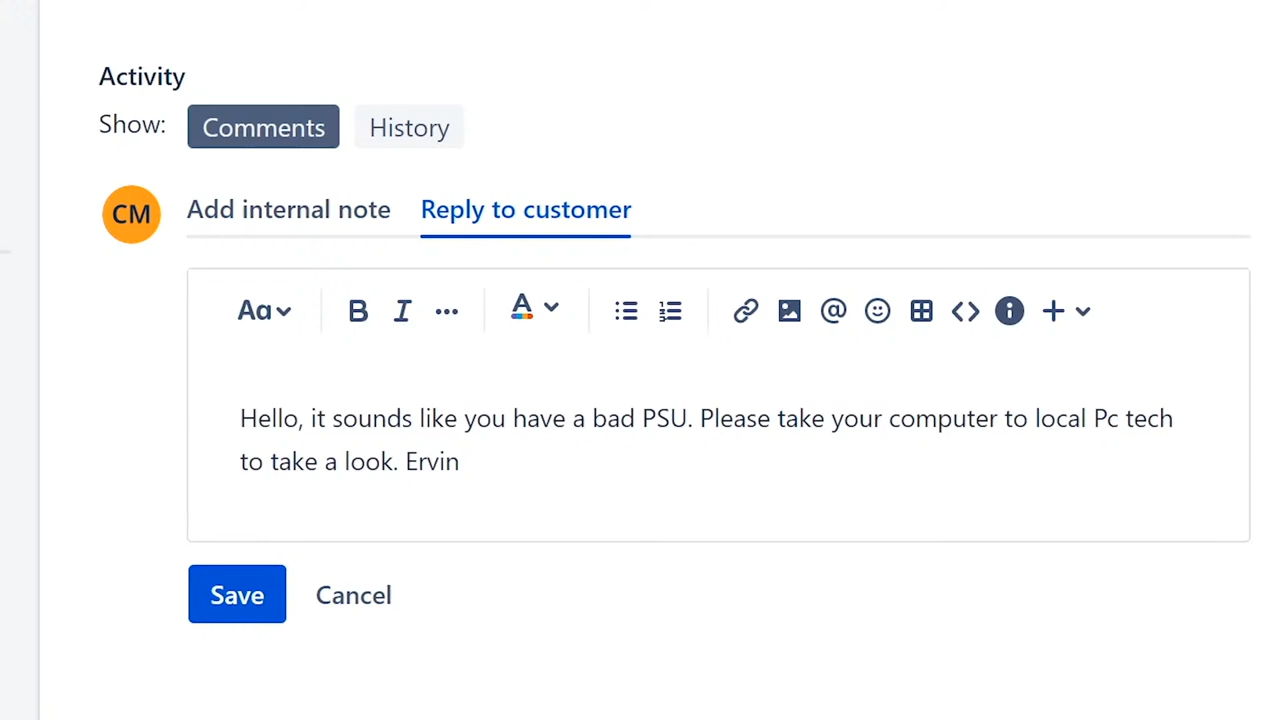 Activity
Show: Comments History
CM Add internal note Reply to customer
Aa B I ... A
Hello, it sounds like you have a bad PSU. Please take your computer to local Pc tech
to take a look. Ervin
Save Cancel